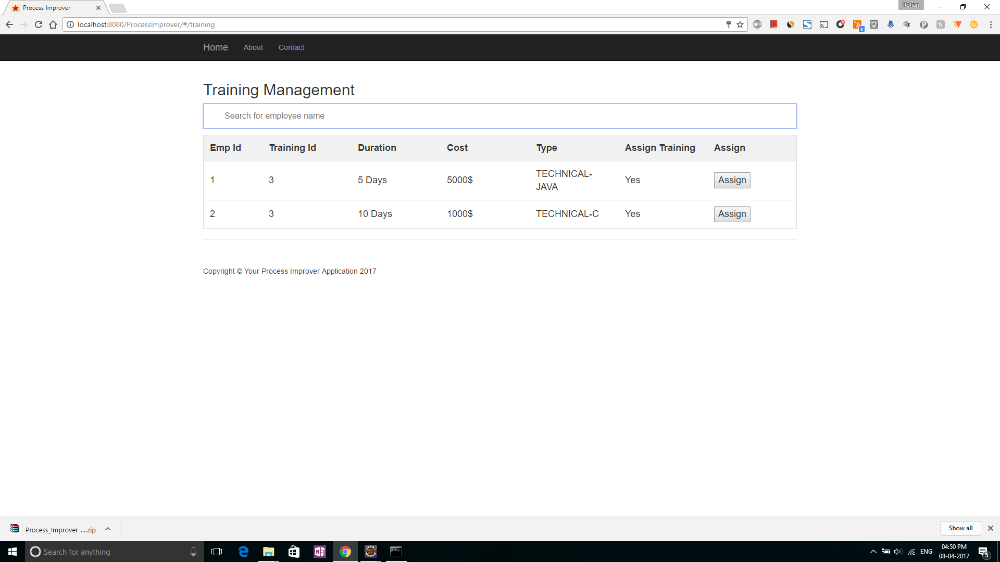 Process Improver
Rohan
localhost:8080/ProcessImprover/#/training
ABP
9
Home About Contact
Training Management
Search for employee name
Emp Id Training Id Duration Cost Type Assign Training Assign
1 3 5 Days 5000$ TECHNICAL-
JAVA Yes Assign
2 3 10 Days 1000$ TECHNICAL-C Yes Assign
Copyright © Your Process Improver Application 2017
Process_Improver-....zip
Show all
Search for anything
ENG
04:50 PM
08-04-2017
5